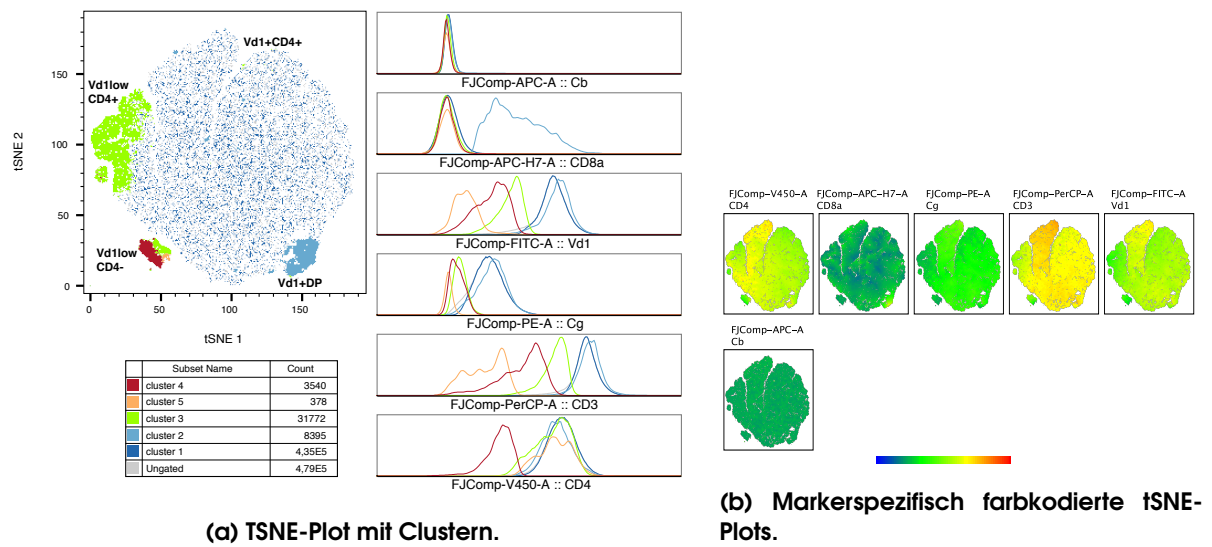 Vd1+CD4+
Vd1low
CD4+
Vd1low
CD4-
Vd1+DP
tSNE 2
150
100
50
0
0
50
100
150
tSNE 1
Subset Name Count
cluster 4 3540
cluster 5 378
cluster 3 31772
cluster 2 8395
cluster 1 4,35E5
Ungated 4,79E5
FJComp-APC-A :: Cb
FJComp-APC-H7-A :: CD8a
FJComp-FITC-A :: Vd1
FJComp-PE-A :: Cg
FJComp-PerCP-A :: CD3
FJComp-V450-A :: CD4
(a) TSNE-Plot mit Clustern.
FJComp-V450-A
CD4
FJComp-APC-H7-A
CD8a
FJComp-PE-A
Cg
FJComp-PerCP-A
CD3
FJComp-FITC-A
Vd1
FJComp-APC-A
Cb
(b) Markerspezifisch farbkodierte tSNE-
Plots.